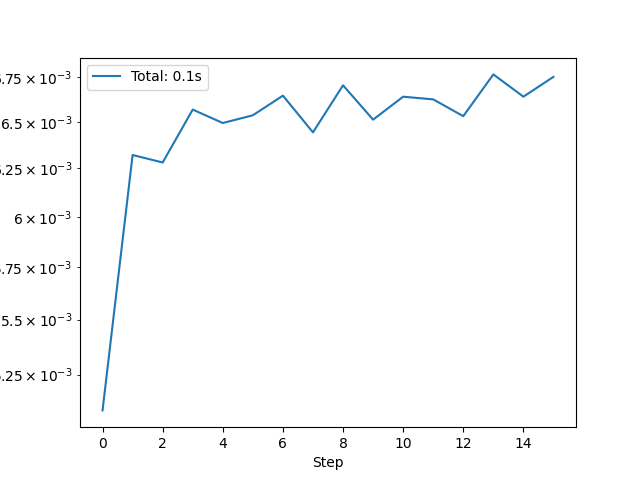 Total: 0.1s
6.75 × 10⁻³
6.5 × 10⁻³
6.25 × 10⁻³
6 × 10⁻³
5.75 × 10⁻³
5.5 × 10⁻³
5.25 × 10⁻³
0 2 4 6 8 10 12 14
Step